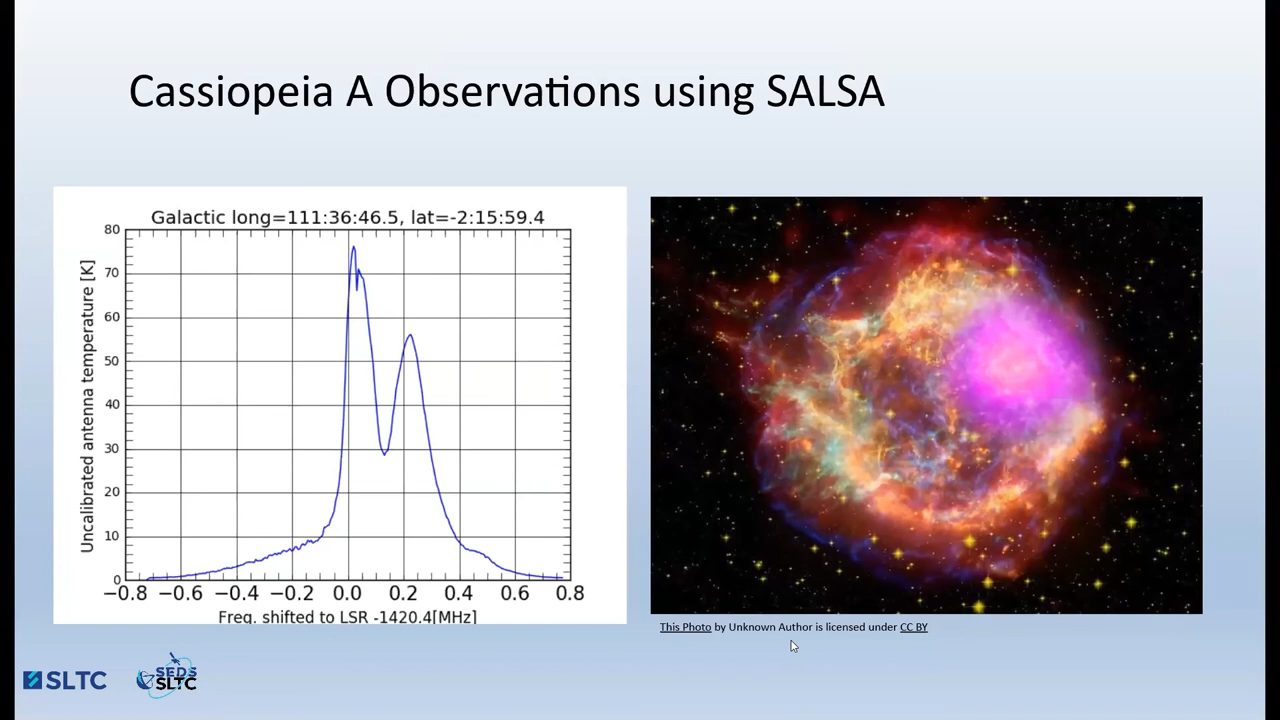 Cassiopeia A Observations using SALSA
Galactic long=111:36:46.5, lat=-2:15:59.4
Uncalibrated antenna temperature [K]
80
70
60
50
40
30
20
10
0
−0.8 −0.6 −0.4 −0.2 0.0 0.2 0.4 0.6 0.8
Freq. shifted to LSR -1420.4[MHz]
This Photo by Unknown Author is licensed under CC BY
SLTC
SEDS
SLTC